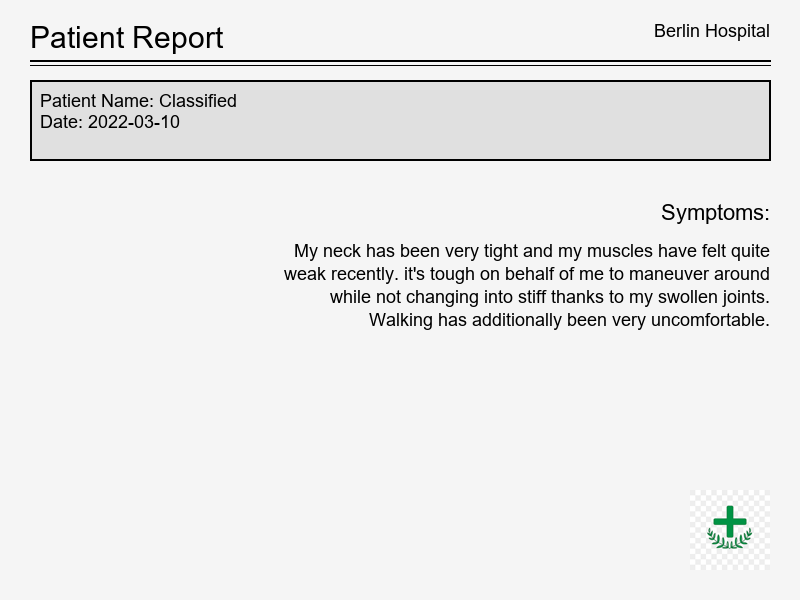 Patient Report
Berlin Hospital
Patient Name: Classified
Date: 2022-03-10
Symptoms:
My neck has been very tight and my muscles have felt quite
weak recently. it's tough on behalf of me to maneuver around
while not changing into stiff thanks to my swollen joints.
Walking has additionally been very uncomfortable.